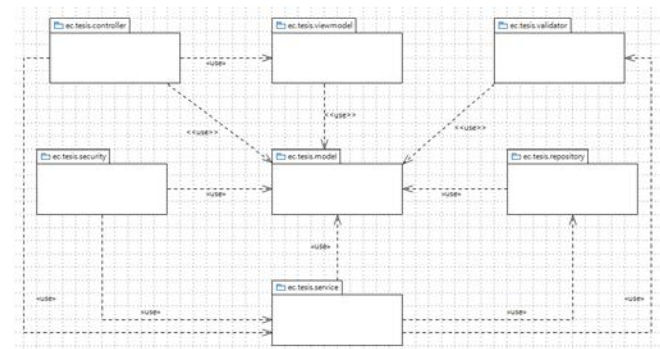 ec.tesis.controller
ec.tesis.viewmodel
ec.tesis.validator
«use»
<<use>>
<<use>>
<<use>>
ec.tesis.security
ec.tesis.model
ec.tesis.repository
«use»
«use»
«use»
ec.tesis.service
«use»
«use»
«use»
«use»